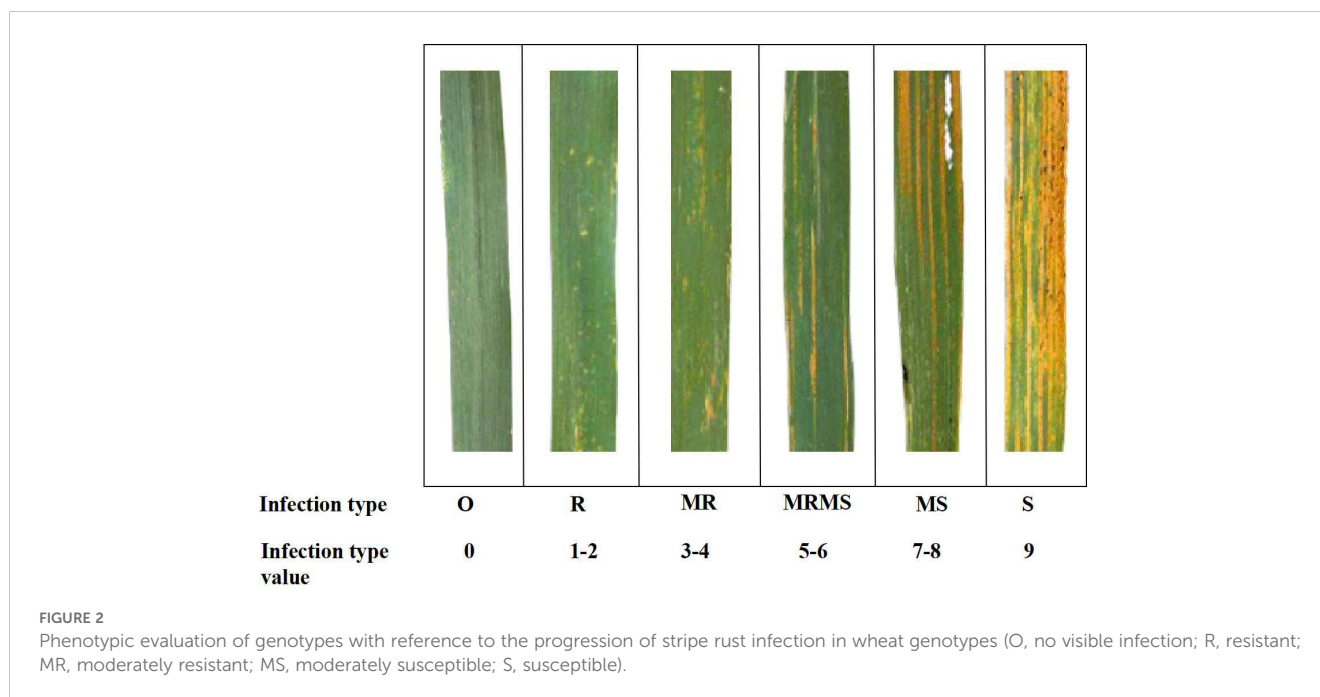 Infection type O R MR MRMS MS S
Infection type 0 1-2 3-4 5-6 7-8 9
value
FIGURE 2
Phenotypic evaluation of genotypes with reference to the progression of stripe rust infection in wheat genotypes (O, no visible infection; R, resistant;
MR, moderately resistant; MS, moderately susceptible; S, susceptible).